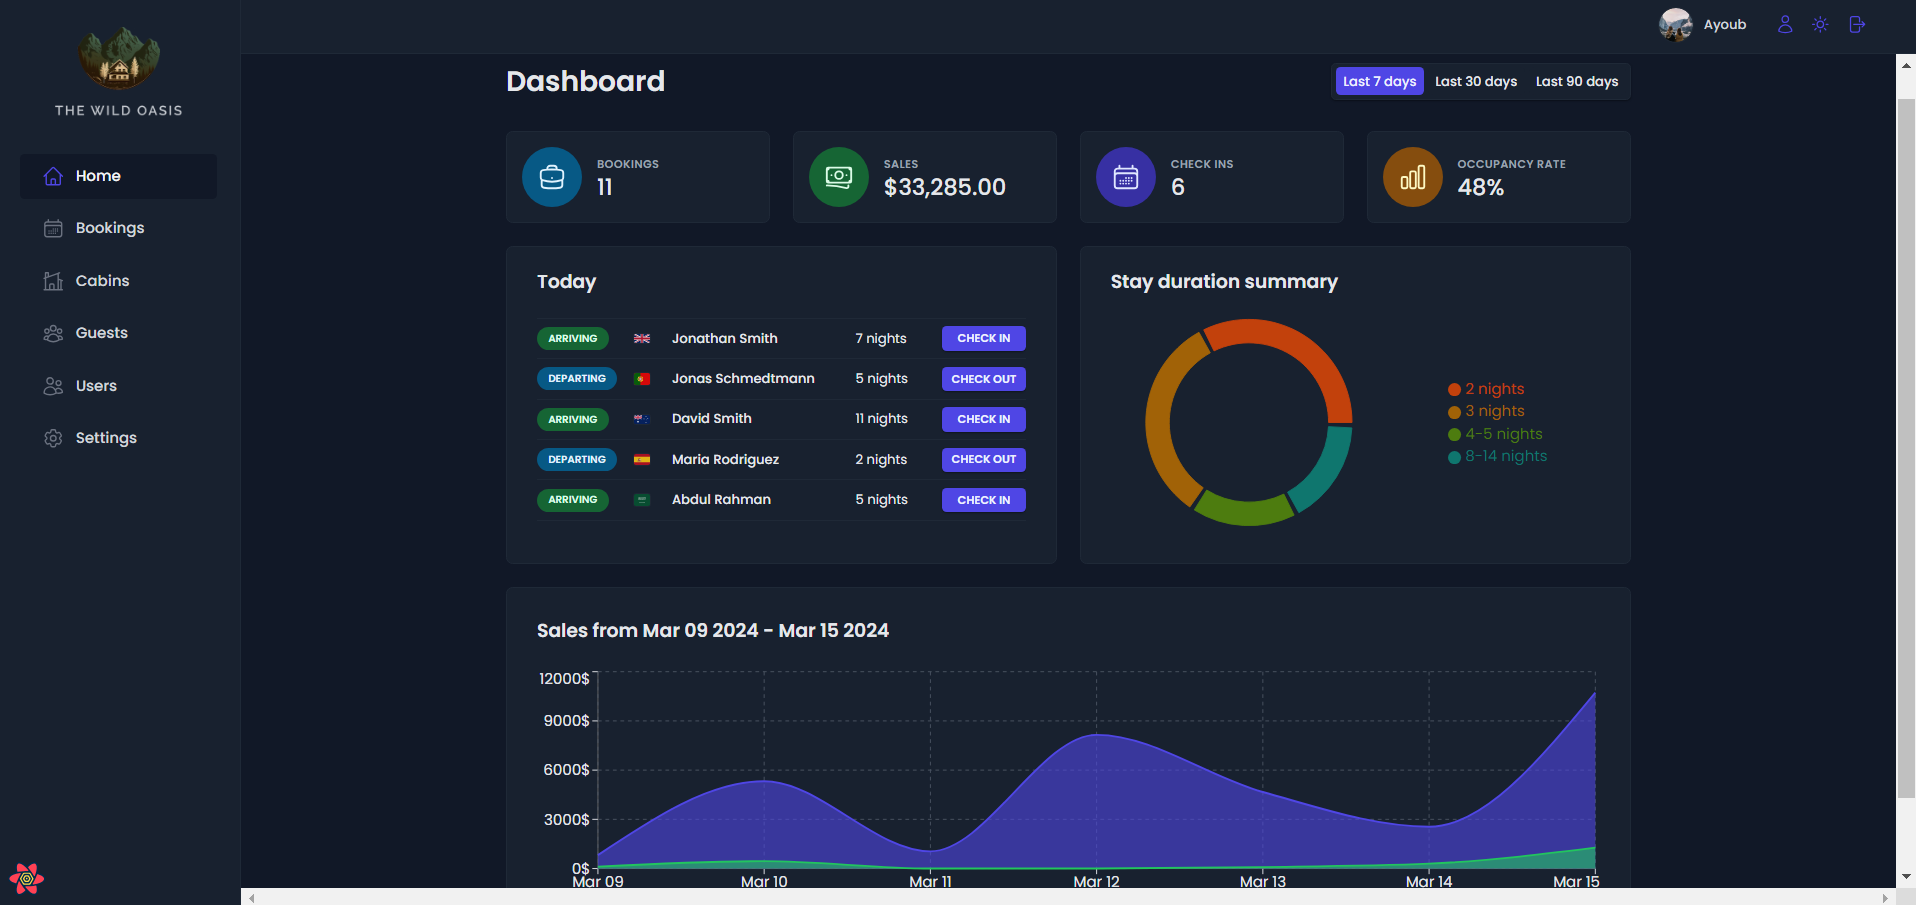 THE WILD OASIS
Home
Bookings
Cabins
Guests
Users
Settings
Ayoub
Dashboard
Last 7 days Last 30 days Last 90 days
BOOKINGS
11
SALES
$33,285.00
CHECK INS
6
OCCUPANCY RATE
48%
Today
ARRIVING Jonathan Smith 7 nights CHECK IN
DEPARTING Jonas Schmedtmann 5 nights CHECK OUT
ARRIVING David Smith 11 nights CHECK IN
DEPARTING Maria Rodriguez 2 nights CHECK OUT
ARRIVING Abdul Rahman 5 nights CHECK IN
Stay duration summary
2 nights
3 nights
4-5 nights
8-14 nights
Sales from Mar 09 2024 - Mar 15 2024
12000$
9000$
6000$
3000$
0$
Mar 09 Mar 10 Mar 11 Mar 12 Mar 13 Mar 14 Mar 15